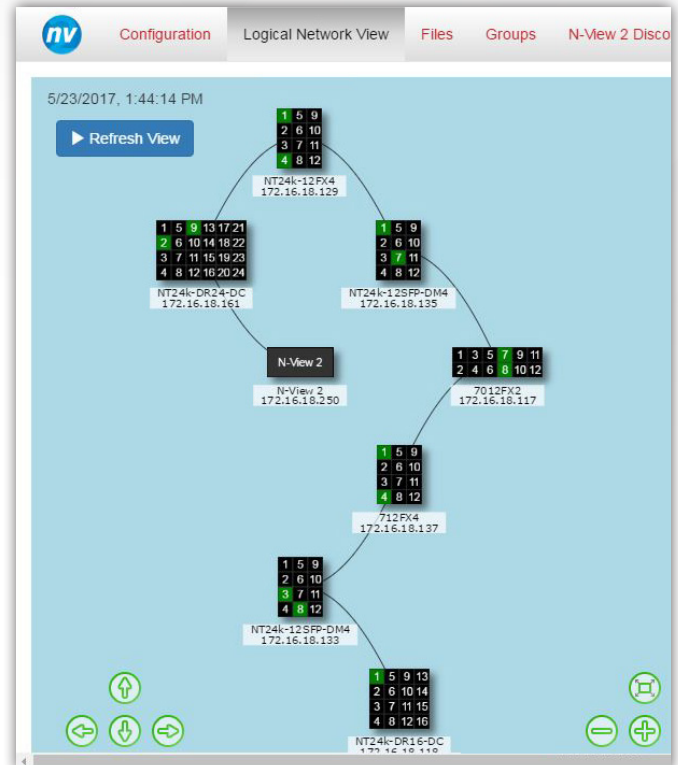 nv Configuration Logical Network View Files Groups N-View 2 Disco
5/23/2017, 1:44:14 PM
Refresh View
1 5 9
2 6 10
3 7 11
4 8 12
NT24k-12FX4
172.16.18.129
1 5 9 13 17 21
2 6 10 14 18 22
3 7 11 15 19 23
4 8 12 16 20 24
NT24k-DR24-DC
172.16.18.161
1 5 9
2 6 10
3 7 11
4 8 12
NT24k-12SFP-DM4
172.16.18.135
N-View 2
N-View 2
172.16.18.250
1 3 5 7 9 11
2 4 6 8 10 12
7012FX2
172.16.18.117
1 5 9
2 6 10
3 7 11
4 8 12
712FX4
172.16.18.137
1 5 9
2 6 10
3 7 11
4 8 12
NT24k-12SFP-DM4
172.16.18.133
1 5 9 13
2 6 10 14
3 7 11 15
4 8 12 16
NT24k-DR16-DC
172.16.18.118